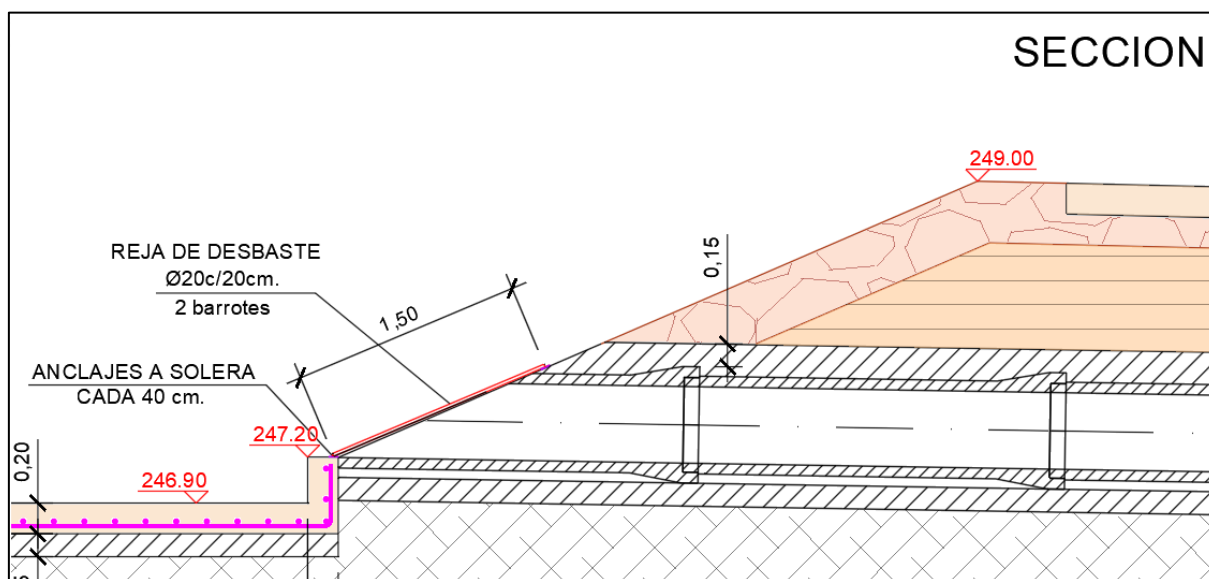 SECCION
249.00
REJA DE DESBASTE
Ø20c/20cm.
2 barrotes
1,50
0,15
ANCLAJES A SOLERA
CADA 40 cm.
247.20
246.90
0,20